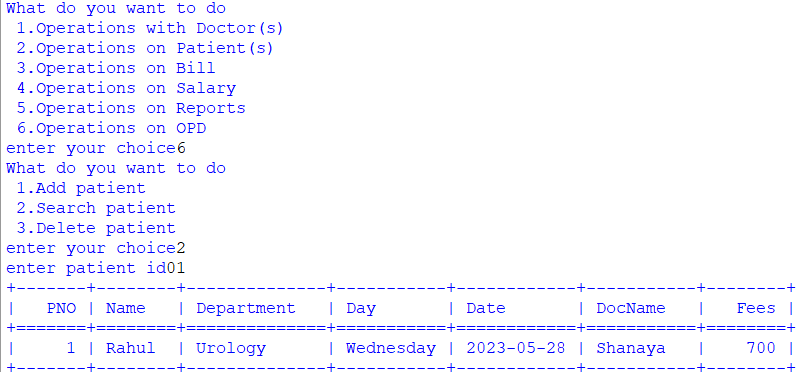 What do you want to do
 1.Operations with Doctor(s)
 2.Operations on Patient(s)
 3.Operations on Bill
 4.Operations on Salary
 5.Operations on Reports
 6.Operations on OPD
enter your choice6
What do you want to do
 1.Add patient
 2.Search patient
 3.Delete patient
enter your choice2
enter patient id01
+-------+--------+--------------+-----------+------------+-----------+--------+
|   PNO | Name   | Department   | Day       | Date       | DocName   |   Fees |
+=======+========+==============+===========+============+===========+========+
|     1 | Rahul  | Urology      | Wednesday | 2023-05-28 | Shanaya   |    700 |
+-------+--------+--------------+-----------+------------+-----------+--------+